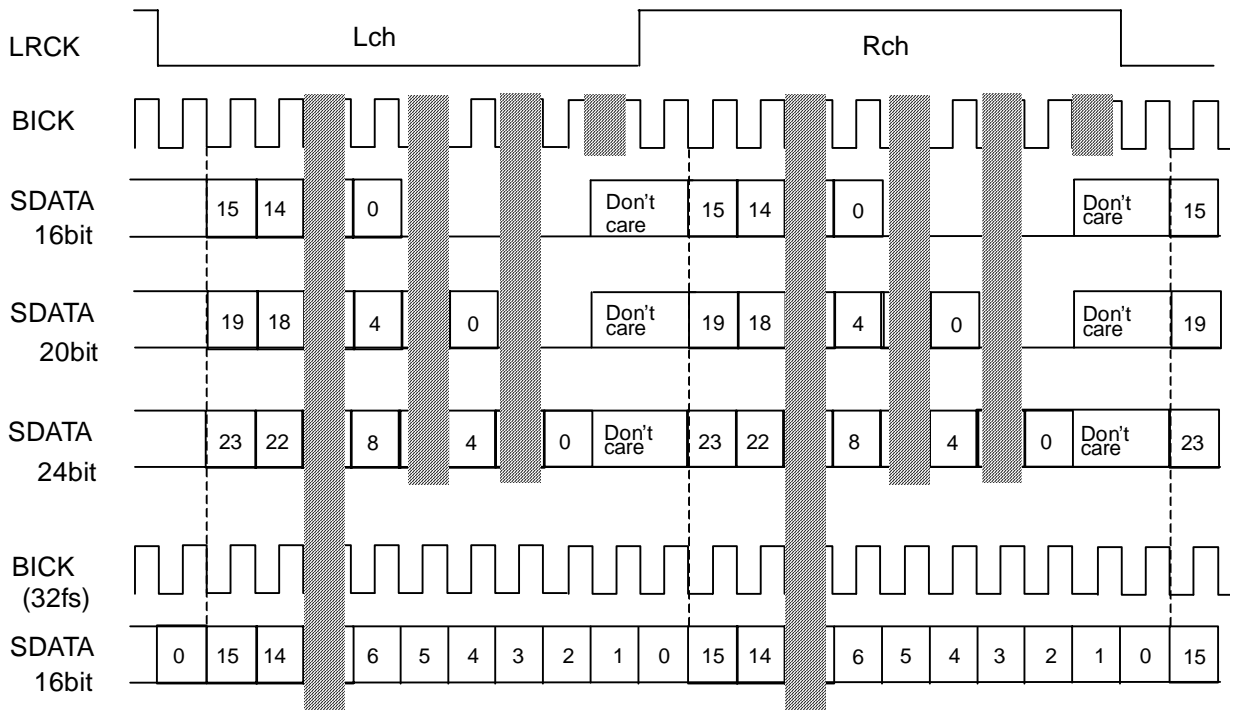 LRCK Lch Rch
BICK
SDATA
16bit
15 14 0 Don't care 15 14 0 Don't care 15
SDATA
20bit
19 18 4 0 Don't care 19 18 4 0 Don't care 19
SDATA
24bit
23 22 8 4 0 Don't care 23 22 8 4 0 Don't care 23
BICK
(32fs)
SDATA
16bit
0 15 14 6 5 4 3 2 1 0 15 14 6 5 4 3 2 1 0 15